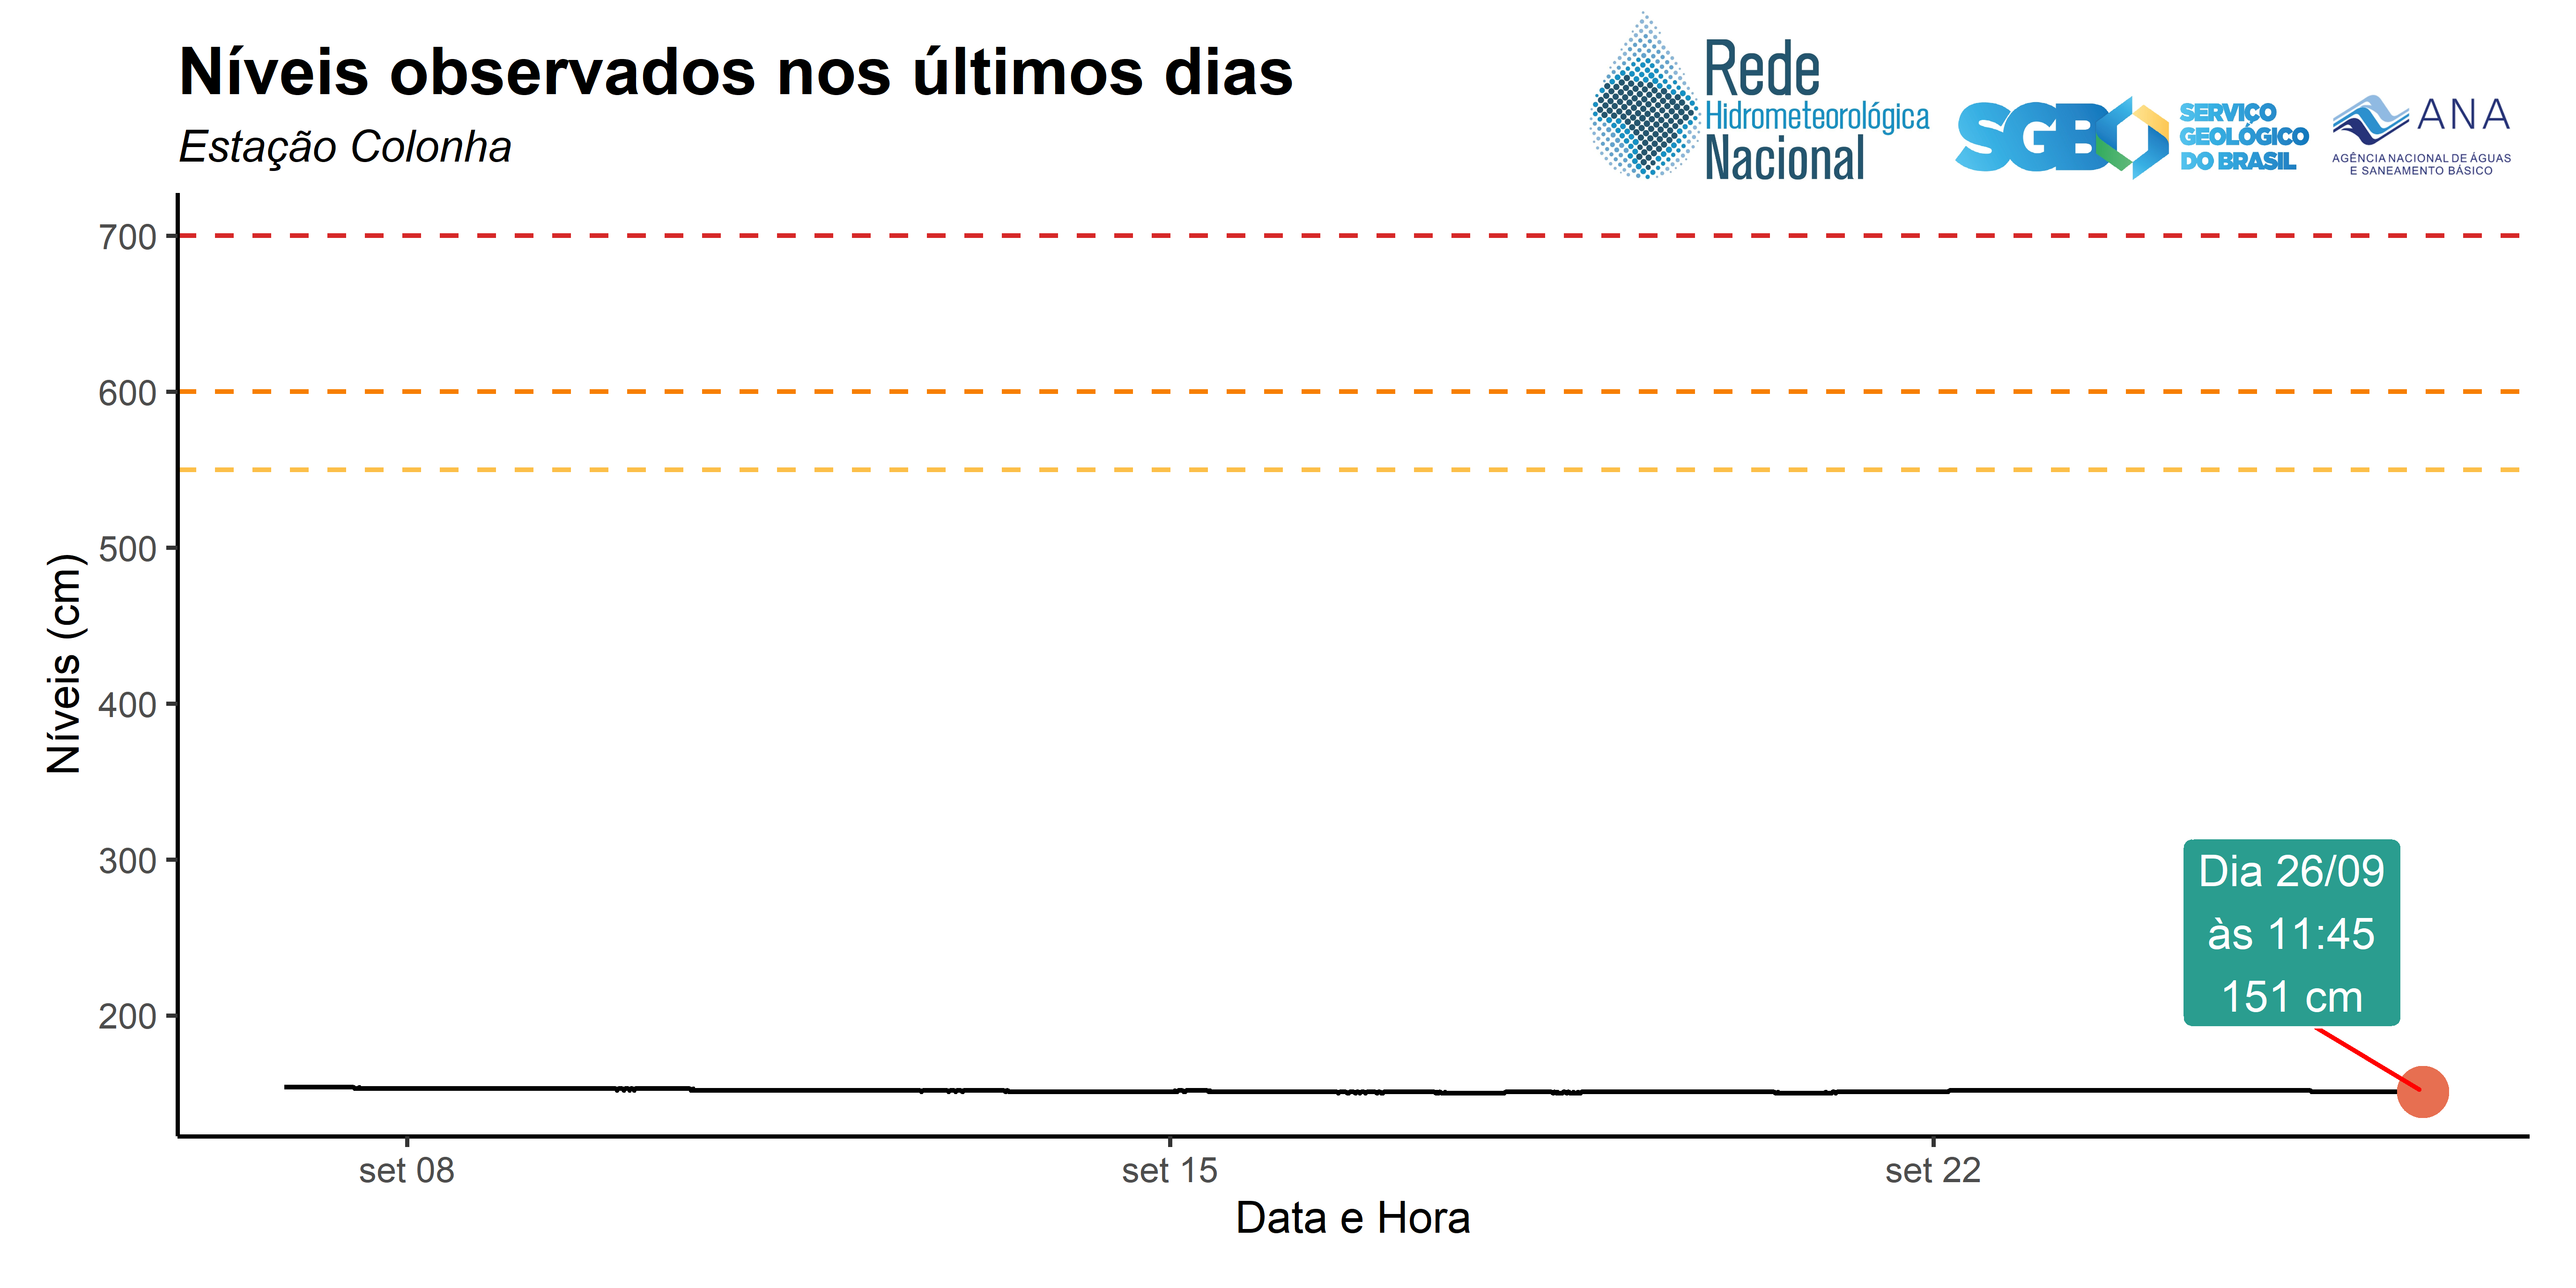 Níveis observados nos últimos dias
Estação Colonha
Rede
Hidrometeorológica
Nacional
SGB
SERVIÇO
GEOLÓGICO
DO BRASIL
ANA
AGÊNCIA NACIONAL DE ÁGUAS
E SANEAMENTO BÁSICO
Níveis (cm)
700
600
500
400
300
200
Dia 26/09
às 11:45
151 cm
set 08
set 15
set 22
Data e Hora